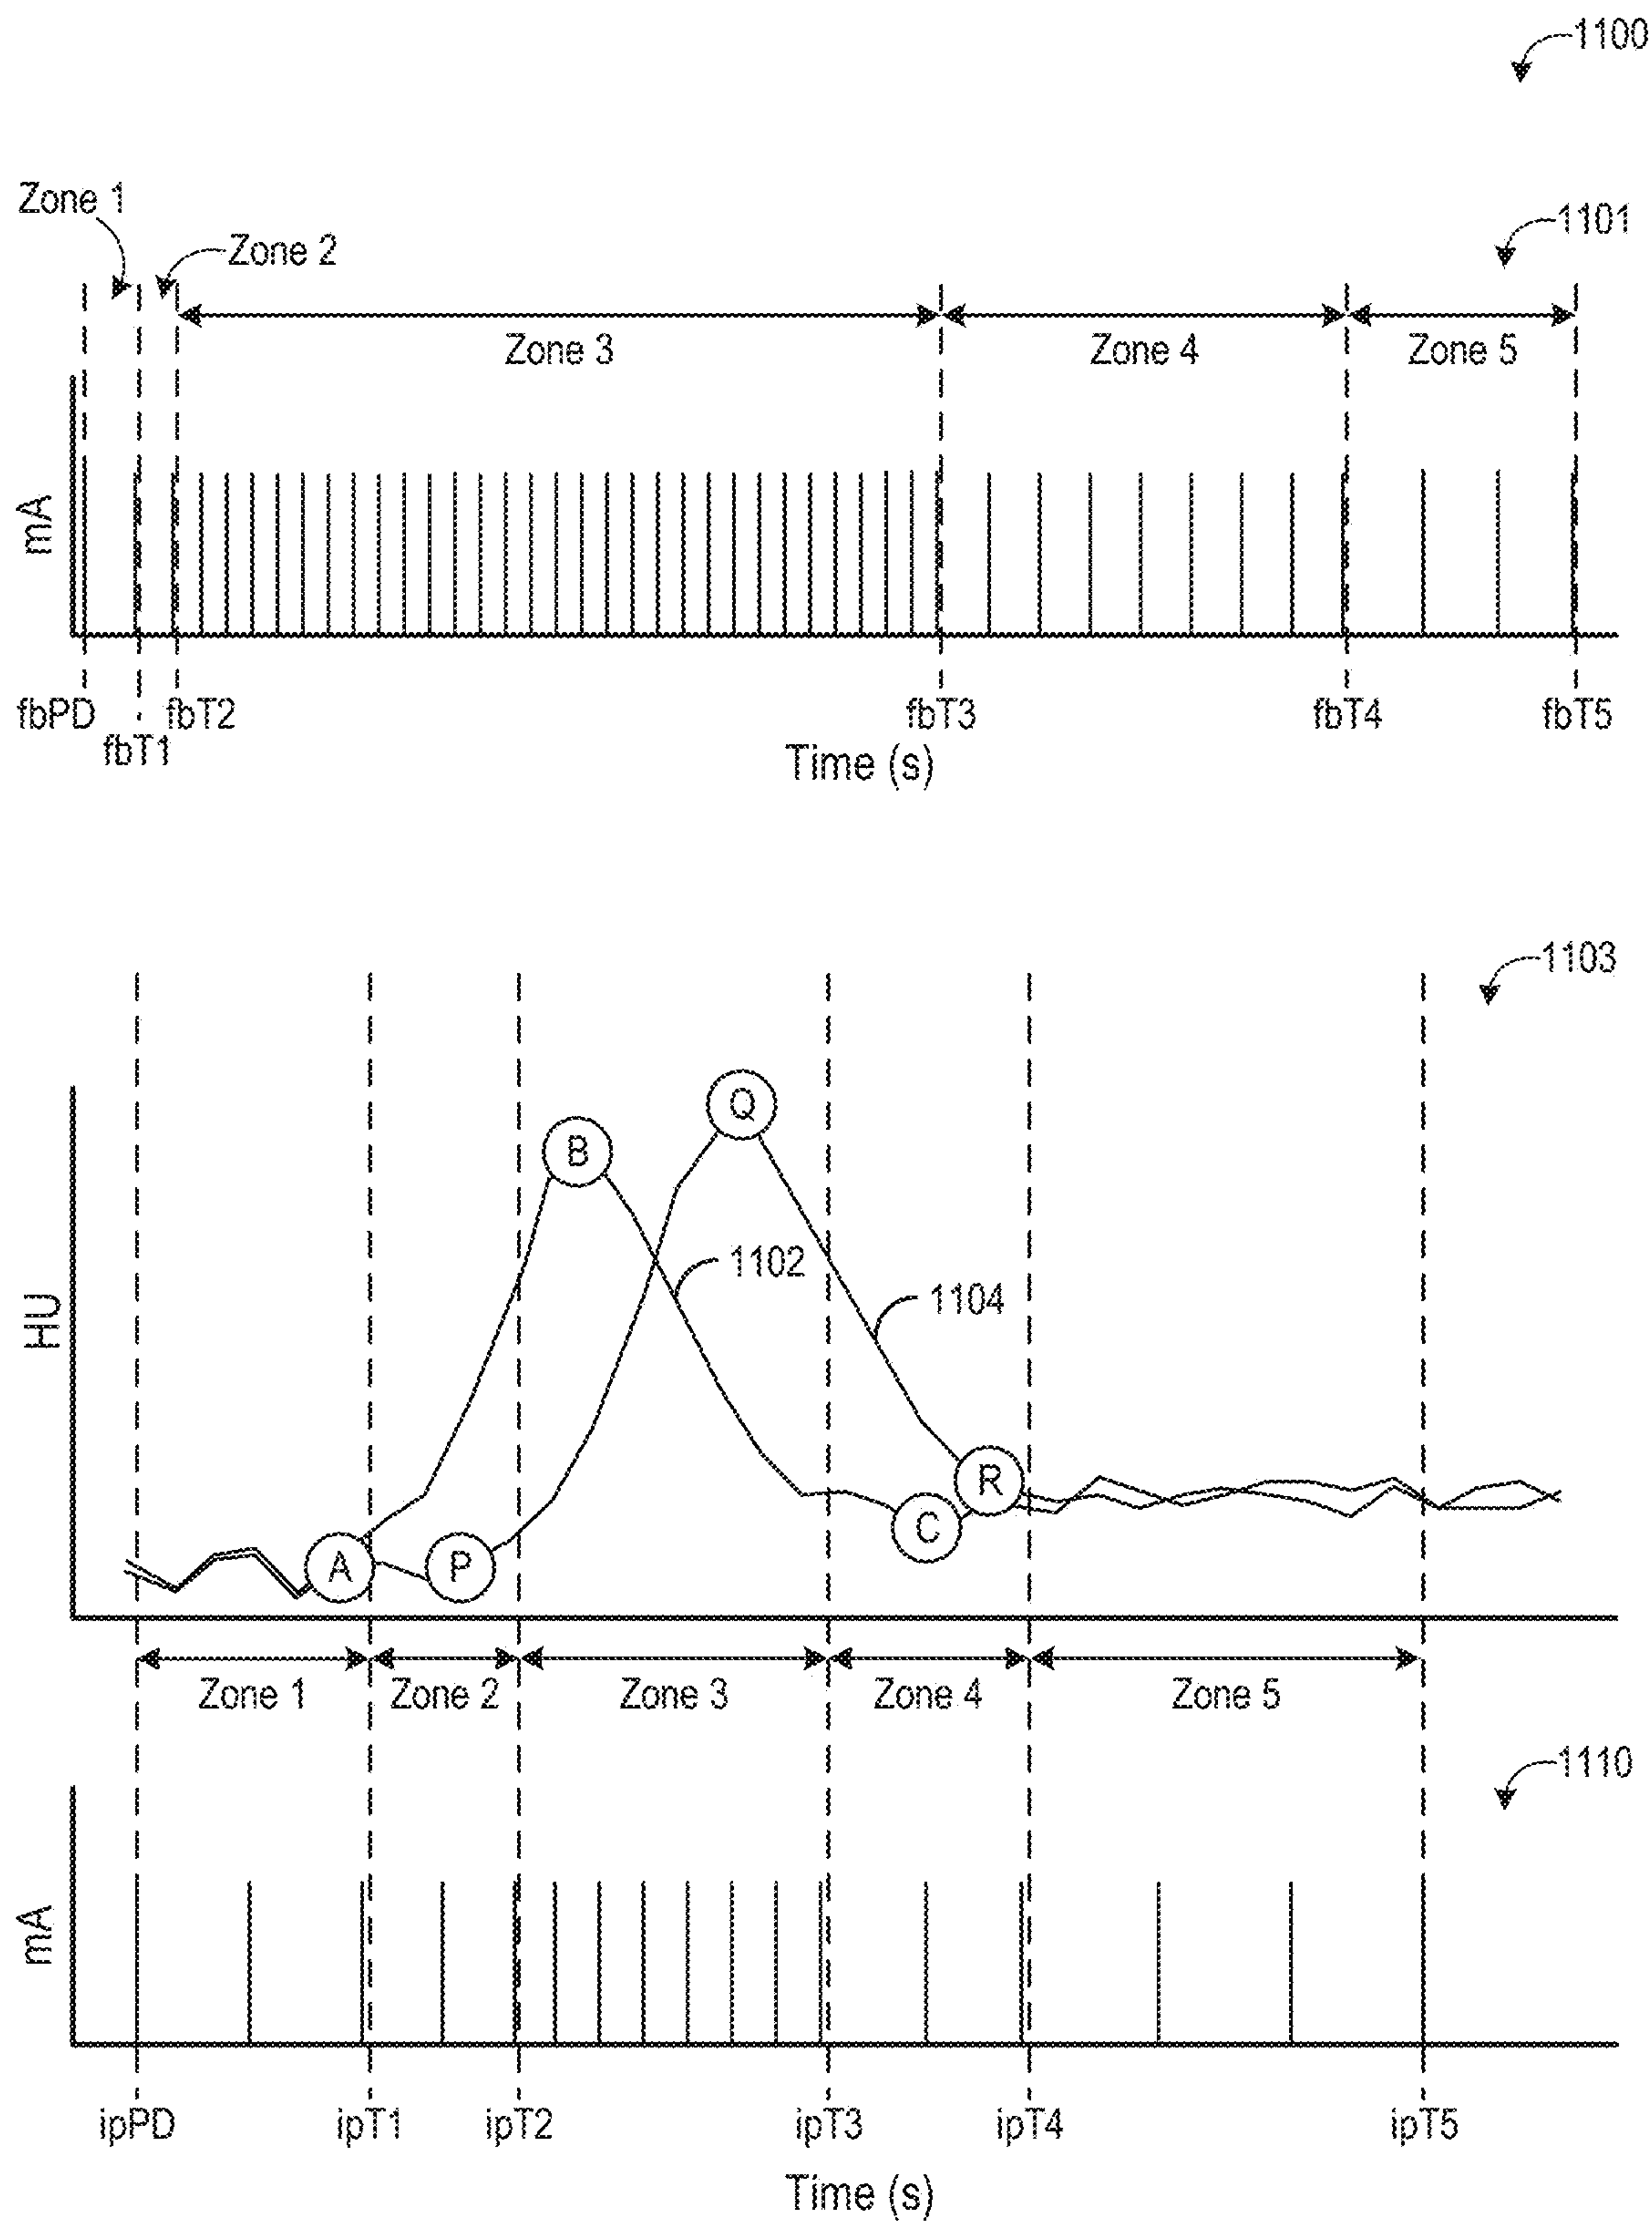 1100
Zone 1
1101
Zone 2
Zone 3
Zone 4
Zone 5
mA
fbPD
fbT1
fbT2
fbT3
fbT4
fbT5
Time (s)
1103
Q
B
1102
1104
HU
R
C
A
P
Zone 1
Zone 2
Zone 3
Zone 4
Zone 5
1110
mA
ipPD
ipT1
ipT2
ipT3
ipT4
ipT5
Time (s)